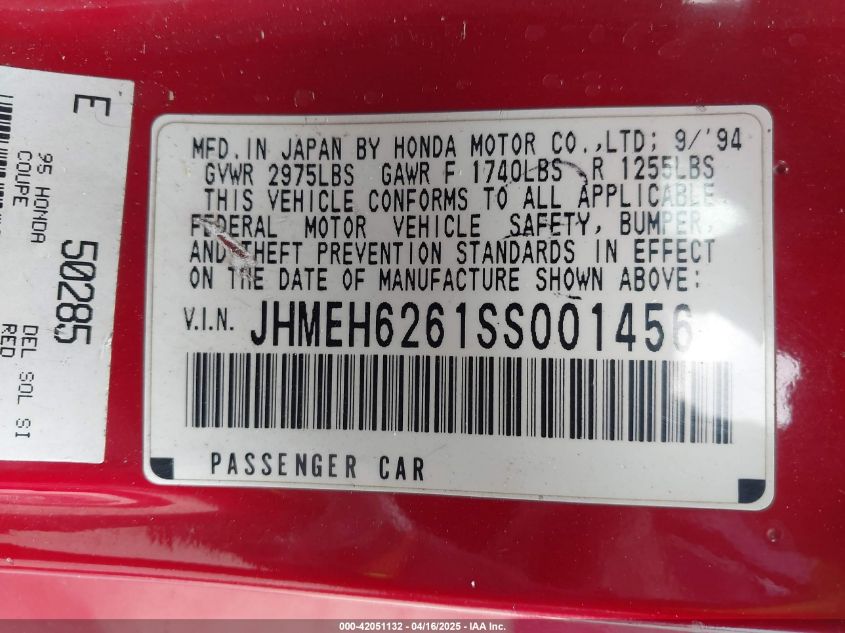 MFD. IN JAPAN BY HONDA MOTOR CO.,LTD; 9/'94
GVWR 2975LBS GAWR F 1740LBS R 1255LBS
THIS VEHICLE CONFORMS TO ALL APPLICABLE
FEDERAL MOTOR VEHICLE SAFETY, BUMPER,
AND THEFT PREVENTION STANDARDS IN EFFECT
ON THE DATE OF MANUFACTURE SHOWN ABOVE:
V.I.N. JHMEH6261SS001456
PASSENGER CAR
E
50285
95 HONDA DEL SOL SI
COUPE RED
000-42051132 - 04/16/2025 - IAA Inc.